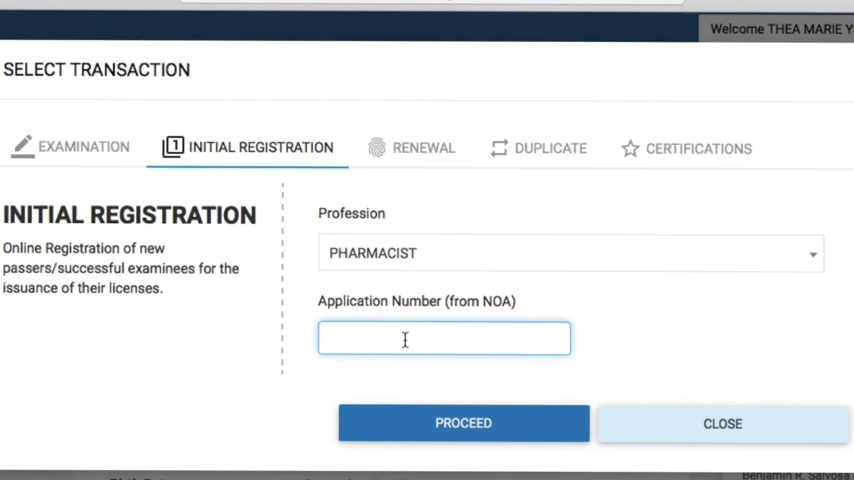 Welcome THEA MARIE Y
SELECT TRANSACTION
EXAMINATION
1 INITIAL REGISTRATION
RENEWAL
DUPLICATE
CERTIFICATIONS
INITIAL REGISTRATION
Online Registration of new
passers/successful examinees for the
issuance of their licenses.
Profession
PHARMACIST
Application Number (from NOA)
PROCEED
CLOSE
Benjamin R. Salvosa